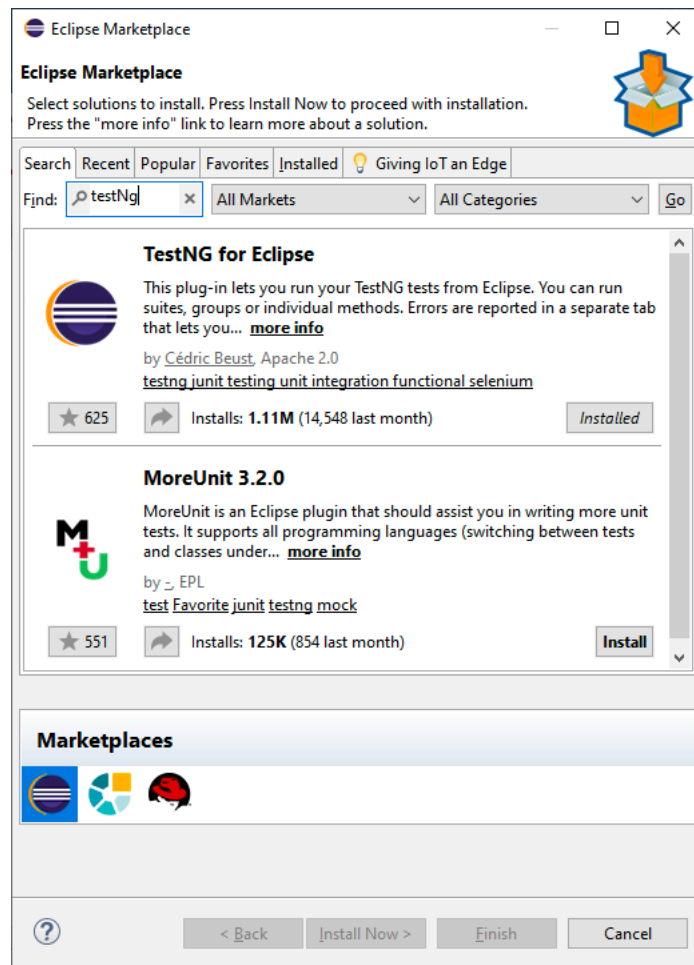 Eclipse Marketplace
Eclipse Marketplace
Select solutions to install. Press Install Now to proceed with installation.
Press the "more info" link to learn more about a solution.
Search Recent Popular Favorites Installed Giving IoT an Edge
Find: testNg All Markets All Categories Go
TestNG for Eclipse
This plug-in lets you run your TestNG tests from Eclipse. You can run
suites, groups or individual methods. Errors are reported in a separate tab
that lets you... more info
by Cédric Beust, Apache 2.0
testng junit testing unit integration functional selenium
625 Installs: 1.11M (14,548 last month) Installed
MoreUnit 3.2.0
M+U
MoreUnit is an Eclipse plugin that should assist you in writing more unit
tests. It supports all programming languages (switching between tests
and classes under... more info
by -, EPL
test Favorite junit testng mock
551 Installs: 125K (854 last month) Install
Marketplaces
? < Back Install Now > Finish Cancel